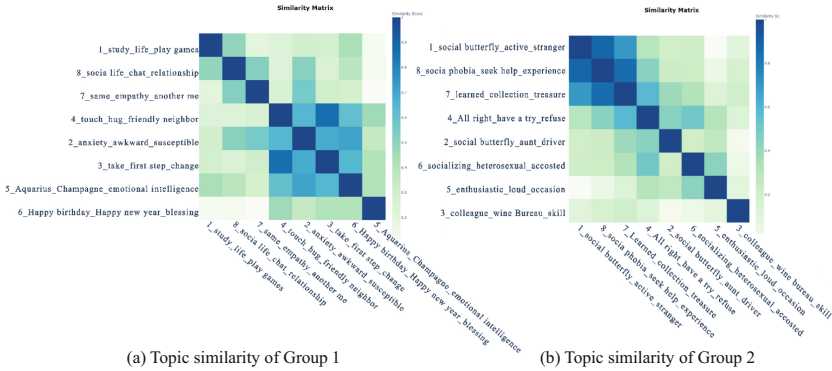 Similarity Matrix
Similarity Score
1_study_life_play games
8_socia life_chat_relationship
7_same_empathy_another me
4_touch_hug_friendly neighbor
2_anxiety_awkward_susceptible
3_take_first step_change
5_Aquarius_Champagne_emotional intelligence
6_Happy birthday_Happy new year_blessing
1_study_life_play games
8_socia life_chat_relationship
7_same_empathy_another me
4_touch_hug_friendly neighbor
2_anxiety_awkward_susceptible
3_take_first step_change
6_Happy birthday_Happy new year_blessing
5_Aquarius_Champagne_emotional intelligence
(a) Topic similarity of Group 1
Similarity Matrix
Similarity Sc
1_social butterfly_active_stranger
8_socia phobia_seek help_experience
7_learned_collection_treasure
4_All right_have a try_refuse
2_social butterfly_aunt_driver
6_socializing_heterosexual_accosted
5_enthusiastic_loud_occasion
3_colleague_wine Bureau_skill
1_social butterfly_active_stranger
8_socia phobia_seek help_experience
7_Learned_collection_treasure
4_All right_have a try_refuse
2_social butterfly_aunt_driver
6_socializing_heterosexual_accosted
5_enthusiastic_loud_occasion
3_colleague_wine bureau_skill
(b) Topic similarity of Group 2